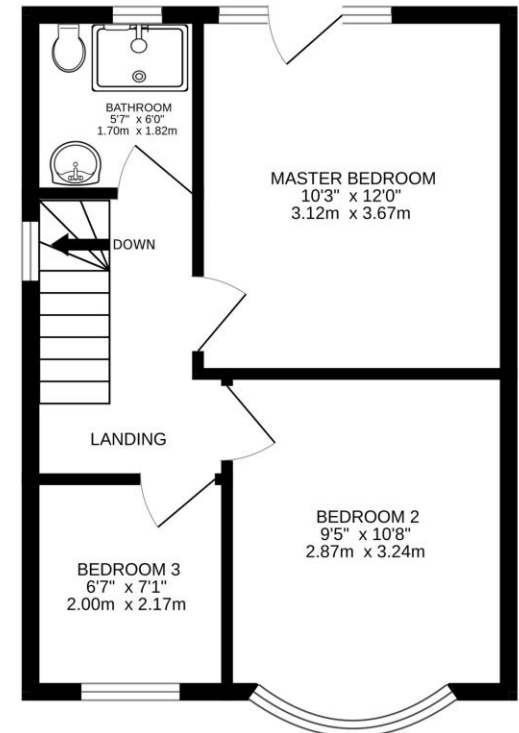 BATHROOM
5'7" x 6'0"
1.70m x 1.82m
MASTER BEDROOM
10'3" x 12'0"
3.12m x 3.67m
DOWN
LANDING
BEDROOM 2
9'5" x 10'8"
2.87m x 3.24m
BEDROOM 3
6'7" x 7'1"
2.00m x 2.17m